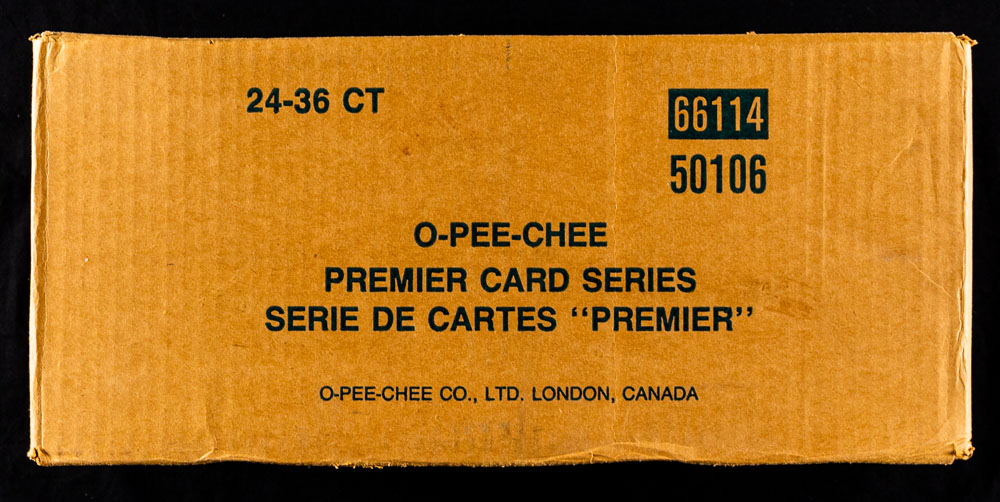 24-36 CT
66114
50106
O-PEE-CHEE
PREMIER CARD SERIES
SERIE DE CARTES ‘‘PREMIER’’
O-PEE-CHEE CO., LTD. LONDON, CANADA